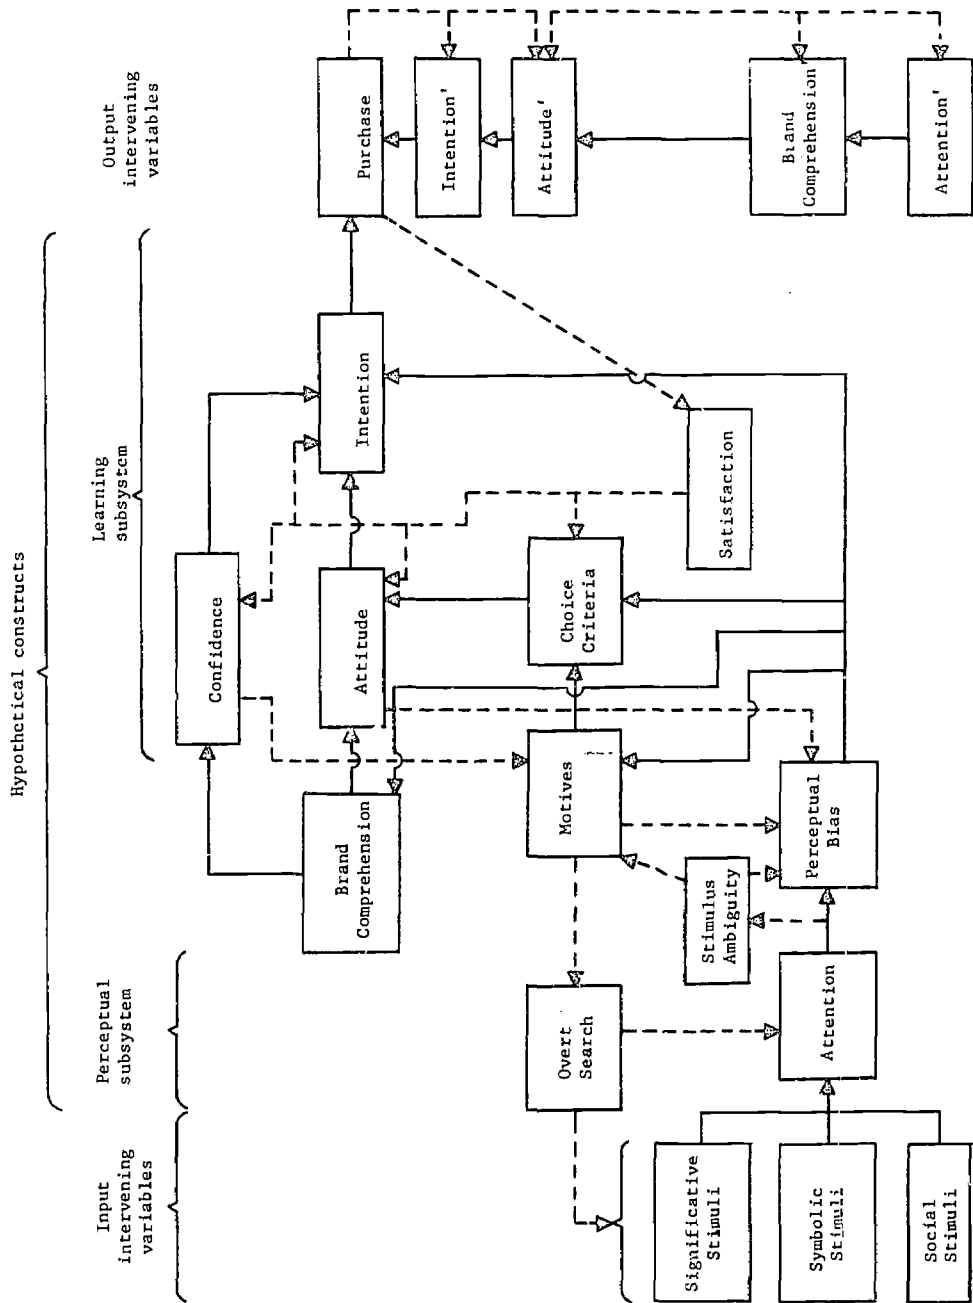 Hypothetical constructs
Input
intervening
variables
Perceptual
subsystem
Learning
subsystem
Output
intervening
variables
Confidence
Purchase
Intention
Attitude
Brand
Comprehension
Intention'
Attitude'
Overt
Search
Motives
Choice
Criteria
Significative
Stimuli
Stimulus
Ambiguity
Satisfaction
Brand
Comprehension
Symbolic
Stimuli
Attention
Perceptual
Bias
Social
Stimuli
Attention'